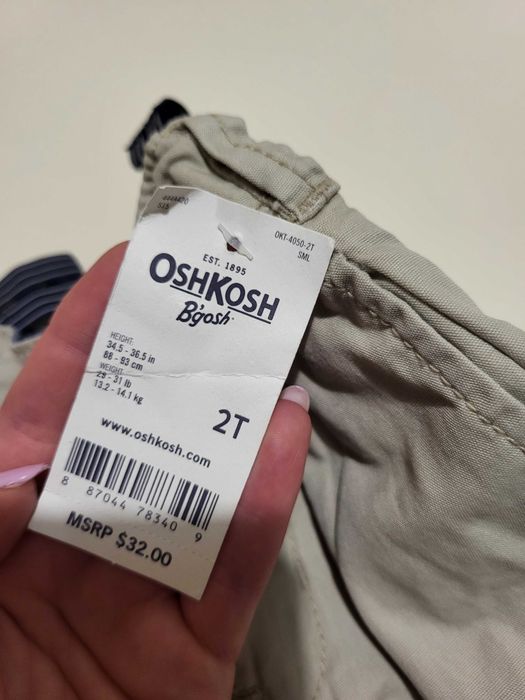 OKT-4050-2T
SML
EST. 1895
OSHKOSH
B'gosh
HEIGHT:
34.5 - 36.5 in
88 - 93 cm
WEIGHT:
29 - 31 lb
13.2 - 14.1 kg
2T
www.oshkosh.com
8 87044 78340 9
MSRP $32.00